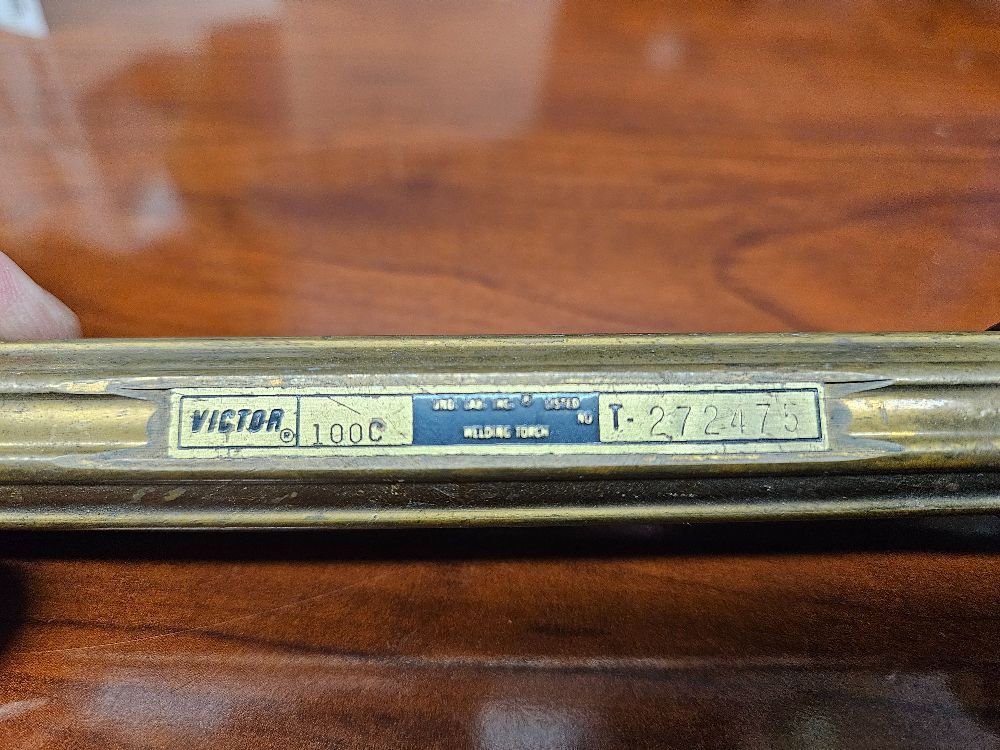 VICTOR ® 100C
UND. LAB. INC. ® LISTED
WELDING TORCH
NO
T- 272475